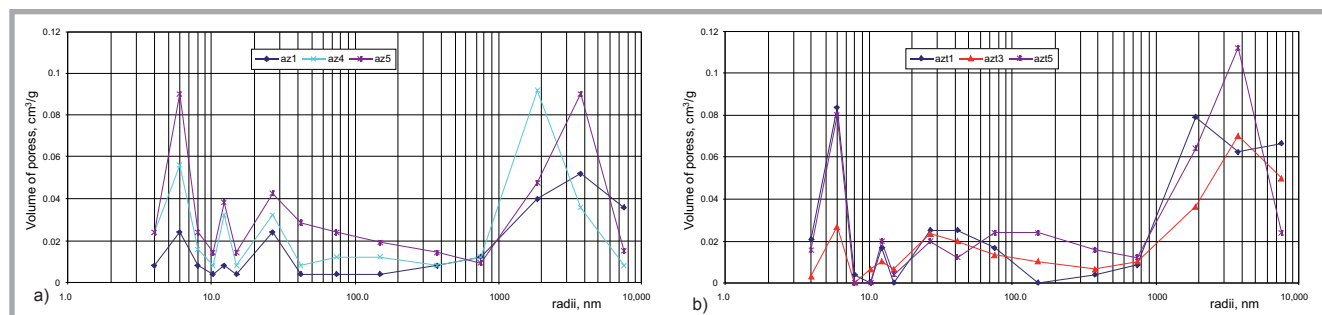 0.12
0.1
0.08
0.06
0.04
0.02
0
Volume of poress, cm³/g
az1 az4 az5
1.0 10.0 100.0 1000 10,000
radii, nm
a)
0.12
0.1
0.08
0.06
0.04
0.02
0
Volume of poress, cm³/g
azt1 azt3 azt5
1.0 10.0 100.0 1000 10,000
radii, nm
b)